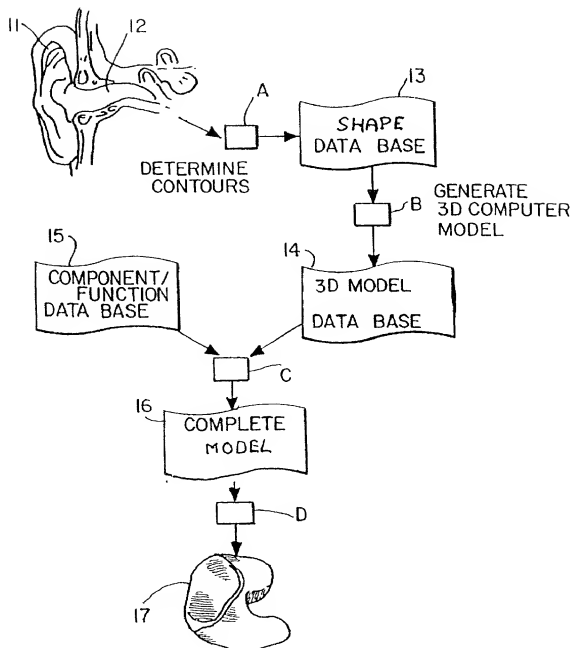 11
12
A
13
SHAPE
DATA BASE
DETERMINE
CONTOURS
B
GENERATE
3D COMPUTER
MODEL
15
COMPONENT/
FUNCTION
DATA BASE
14
3D MODEL
DATA BASE
C
16
COMPLETE
MODEL
D
17